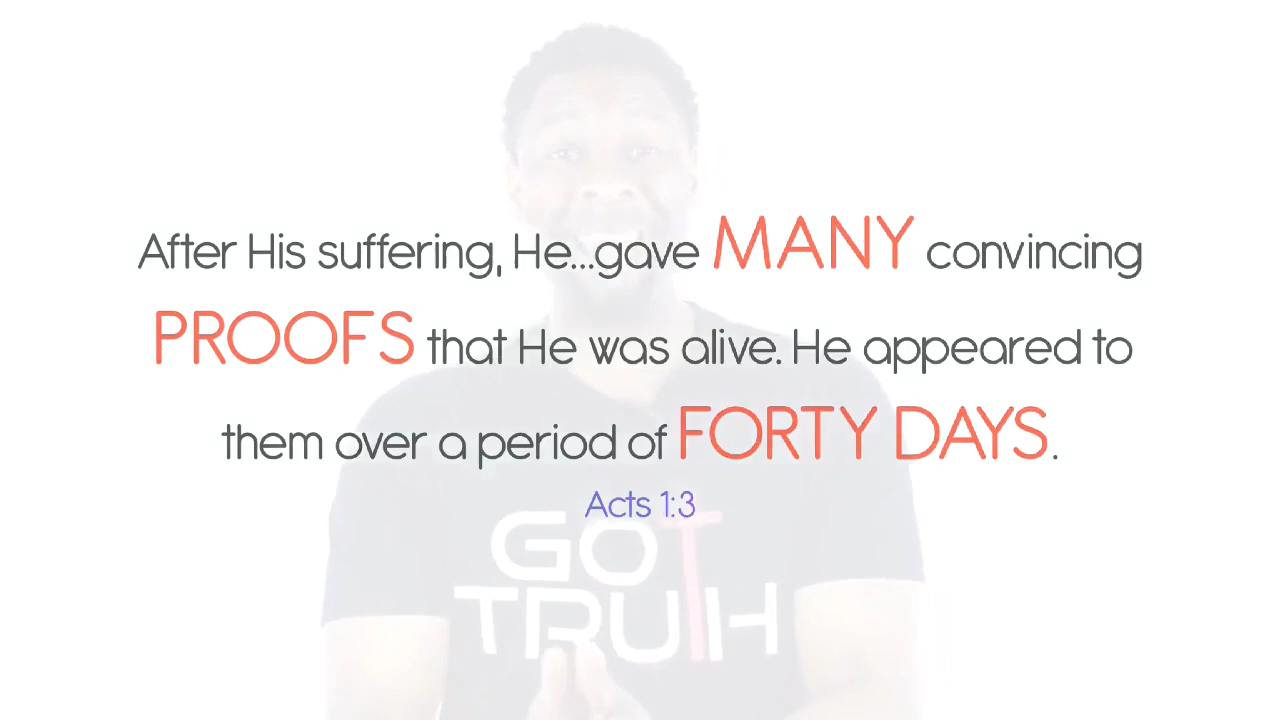 After His suffering, He...gave MANY convincing
PROOFS that He was alive. He appeared to
them over a period of FORTY DAYS.
Acts 1:3
GOT
TRUTH